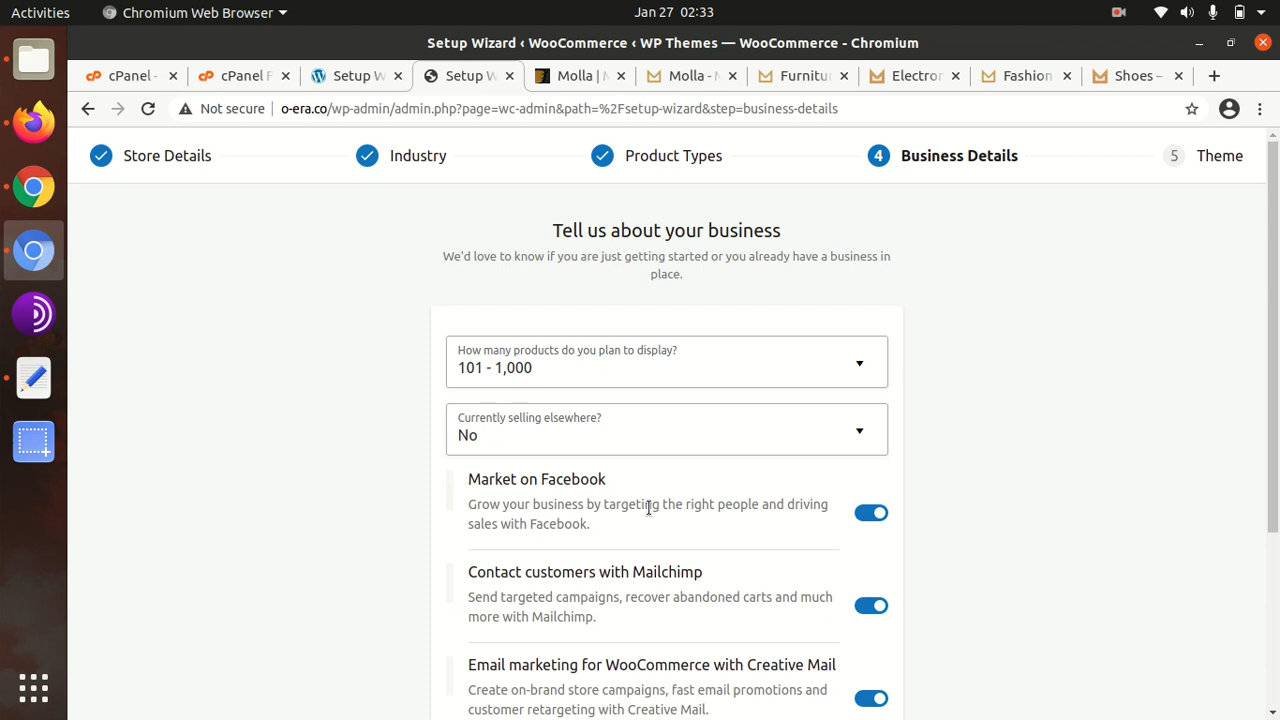 Activities
Chromium Web Browser
Jan 27 02:33
Setup Wizard ‹ WooCommerce ‹ WP Themes — WooCommerce - Chromium
cPanel -
cPanel F
Setup W
Setup W
Molla |
Molla -
Furnitu
Electro
Fashion
Shoes –
Not secure
o-era.co/wp-admin/admin.php?page=wc-admin&path=%2Fsetup-wizard&step=business-details
Store Details
Industry
Product Types
4 Business Details
5 Theme
Tell us about your business
We'd love to know if you are just getting started or you already have a business in
place.
How many products do you plan to display?
101 - 1,000
Currently selling elsewhere?
No
Market on Facebook
Grow your business by targeting the right people and driving
sales with Facebook.
Contact customers with Mailchimp
Send targeted campaigns, recover abandoned carts and much
more with Mailchimp.
Email marketing for WooCommerce with Creative Mail
Create on-brand store campaigns, fast email promotions and
customer retargeting with Creative Mail.